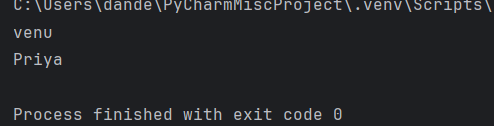 C:\Users\dande\PyCharmMiscProject\.venv\Scripts\
venu
Priya
Process finished with exit code 0